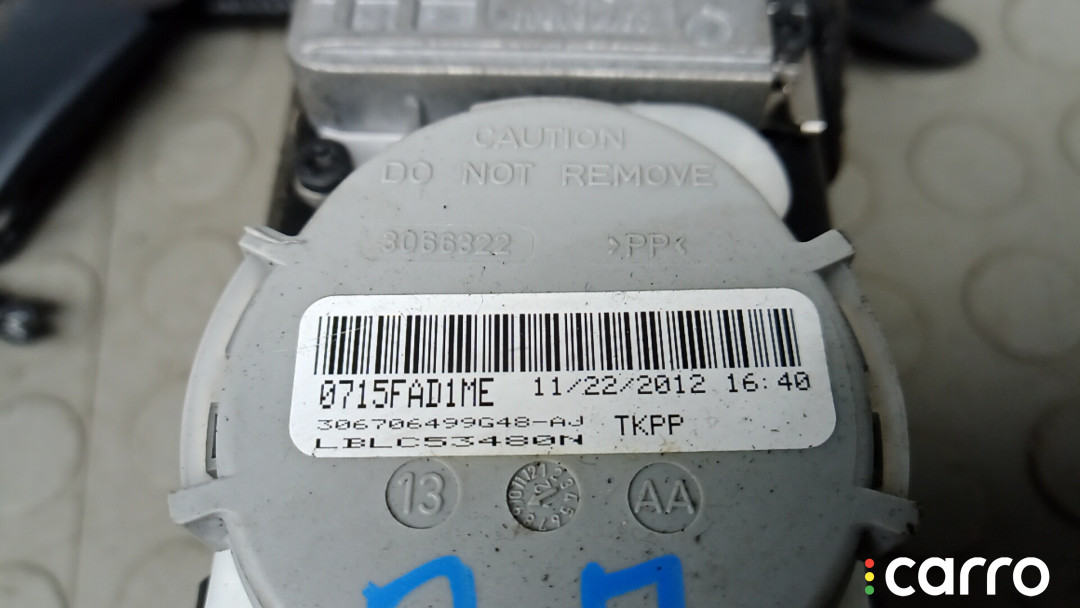 CAUTION
DO NOT REMOVE
3066322 >PP<
0715FAD1ME 11/22/2012 16:40
306706499G48-AJ TKPP
LBLC53480N
13 AA
carro